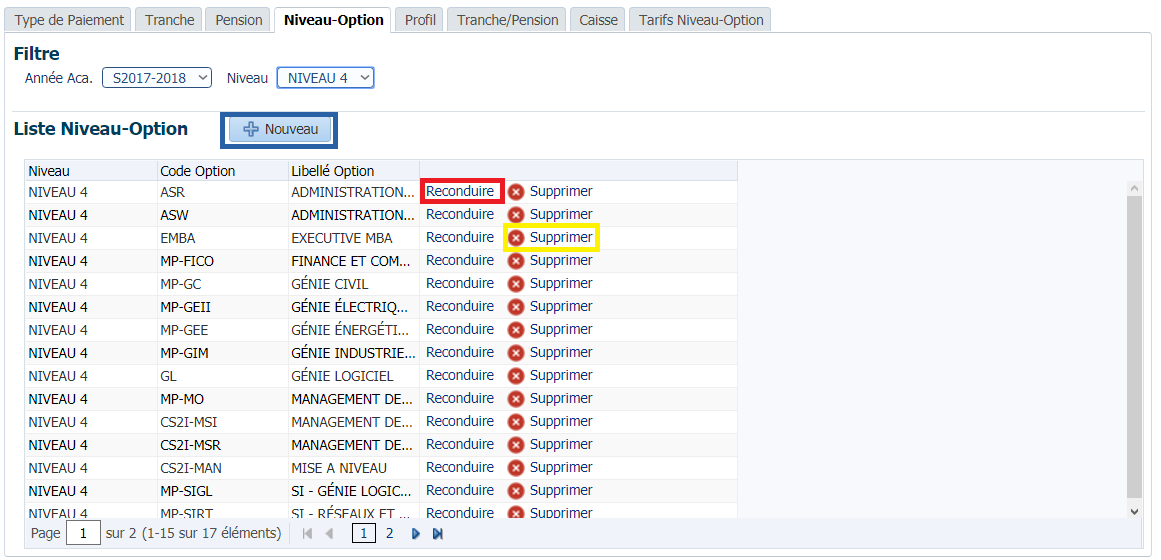 Type de Paiement Tranche Pension Niveau-Option Profil Tranche/Pension Caisse Tarifs Niveau-Option
Filtre
Année Aca. S2017-2018 Niveau NIVEAU 4
Liste Niveau-Option Nouveau
Niveau Code Option Libellé Option
NIVEAU 4 ASR ADMINISTRATION... Reconduire Supprimer
NIVEAU 4 ASW ADMINISTRATION... Reconduire Supprimer
NIVEAU 4 EMBA EXECUTIVE MBA Reconduire Supprimer
NIVEAU 4 MP-FICO FINANCE ET COM... Reconduire Supprimer
NIVEAU 4 MP-GC GÉNIE CIVIL Reconduire Supprimer
NIVEAU 4 MP-GEII GÉNIE ÉLECTRIQ... Reconduire Supprimer
NIVEAU 4 MP-GEE GÉNIE ÉNERGÉTI... Reconduire Supprimer
NIVEAU 4 MP-GIM GÉNIE INDUSTRIE... Reconduire Supprimer
NIVEAU 4 GL GÉNIE LOGICIEL Reconduire Supprimer
NIVEAU 4 MP-MO MANAGEMENT DE... Reconduire Supprimer
NIVEAU 4 CS2I-MSI MANAGEMENT DE... Reconduire Supprimer
NIVEAU 4 CS2I-MSR MANAGEMENT DE... Reconduire Supprimer
NIVEAU 4 CS2I-MAN MISE A NIVEAU Reconduire Supprimer
NIVEAU 4 MP-SIGL SI - GÉNIE LOGIC... Reconduire Supprimer
NIVEAU 4 MP-SIRT SI - RÉSEAUX ET ... Reconduire Supprimer
Page 1 sur 2 (1-15 sur 17 éléments) 1 2